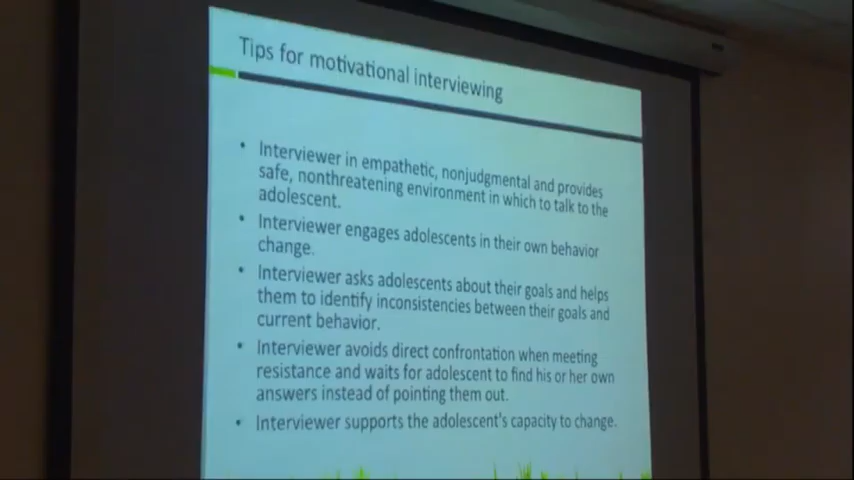 Tips for motivational interviewing
• Interviewer in empathetic, nonjudgmental and provides
safe, nonthreatening environment in which to talk to the
adolescent.
• Interviewer engages adolescents in their own behavior
change.
• Interviewer asks adolescents about their goals and helps
them to identify inconsistencies between their goals and
current behavior.
• Interviewer avoids direct confrontation when meeting
resistance and waits for adolescent to find his or her own
answers instead of pointing them out.
• Interviewer supports the adolescent's capacity to change.